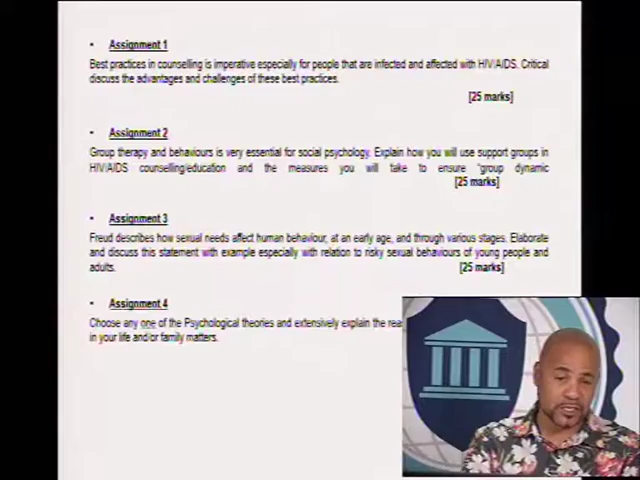 • Assignment 1
Best practices in counselling is imperative especially for people that are infected and affected with HIV/AIDS. Critical
discuss the advantages and challenges of these best practices.
[25 marks]
• Assignment 2
Group therapy and behaviours is very essential for social psychology. Explain how you will use support groups in
HIV/AIDS counselling/education and the measures you will take to ensure “group dynamic
[25 marks]
• Assignment 3
Freud describes how sexual needs affect human behaviour, at an early age, and through various stages. Elaborate
and discuss this statement with example especially with relation to risky sexual behaviours of young people and
adults. [25 marks]
• Assignment 4
Choose any one of the Psychological theories and extensively explain the
in your life and/or family matters.